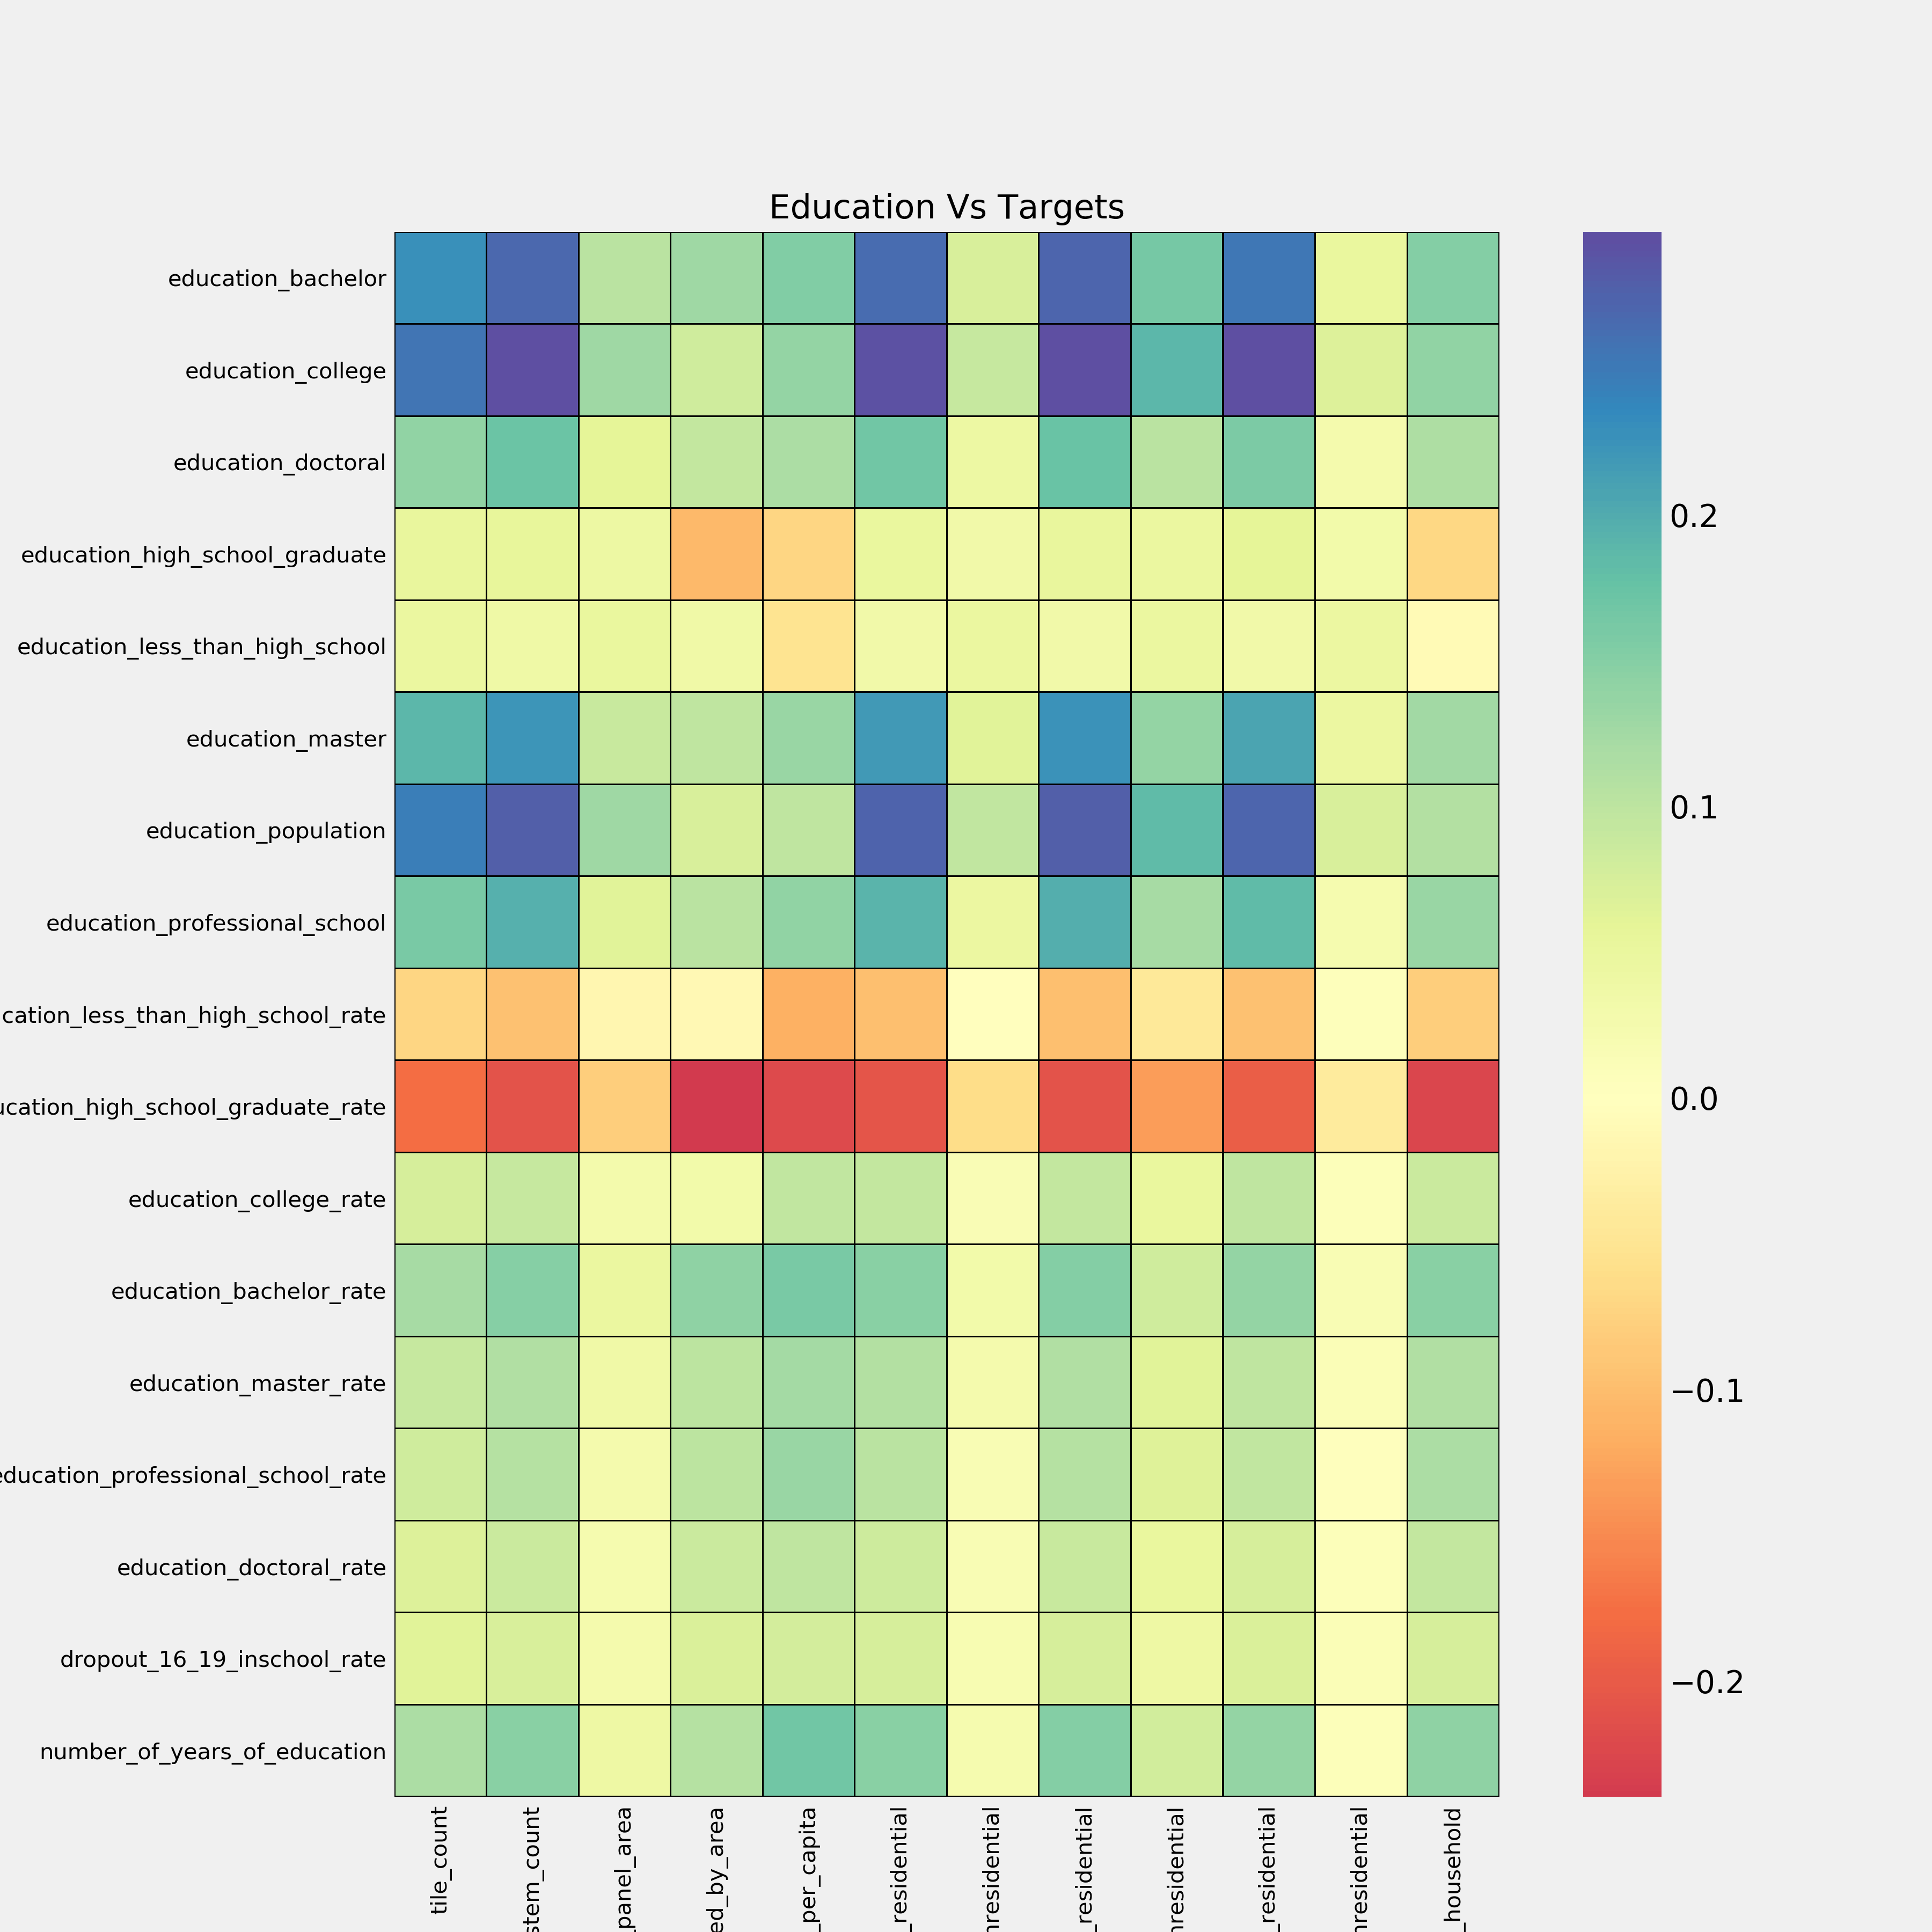 Education Vs Targets
education_bachelor
education_college
education_doctoral
education_high_school_graduate
education_less_than_high_school
education_master
education_population
education_professional_school
cation_less_than_high_school_rate
ucation_high_school_graduate_rate
education_college_rate
education_bachelor_rate
education_master_rate
education_professional_school_rate
education_doctoral_rate
dropout_16_19_inschool_rate
number_of_years_of_education
tile_count
stem_count
panel_area
ed_by_area
_per_capita
_residential
nresidential
_residential
nresidential
_residential
nresidential
_household
0.2
0.1
0.0
−0.1
−0.2